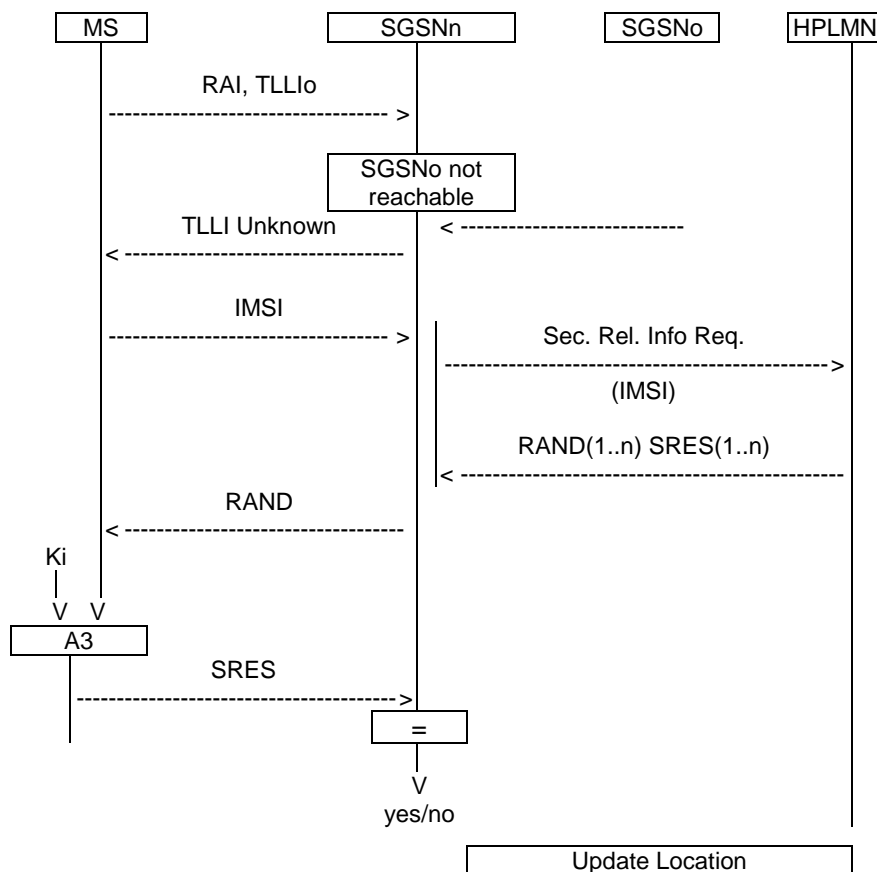 MS SGSNn SGSNo HPLMN
RAI, TLLIo
---------------------------------- >
SGSNo not
reachable
TLLI Unknown
< ---------------------------
< ----------------------------------
IMSI
---------------------------------- >
Sec. Rel. Info Req.
----------------------------------------------->
(IMSI)
RAND(1..n) SRES(1..n)
< ----------------------------------------------
RAND
< ----------------------------------
Ki
V V
A3
SRES
--------------------------------------->
=
V
yes/no
Update Location